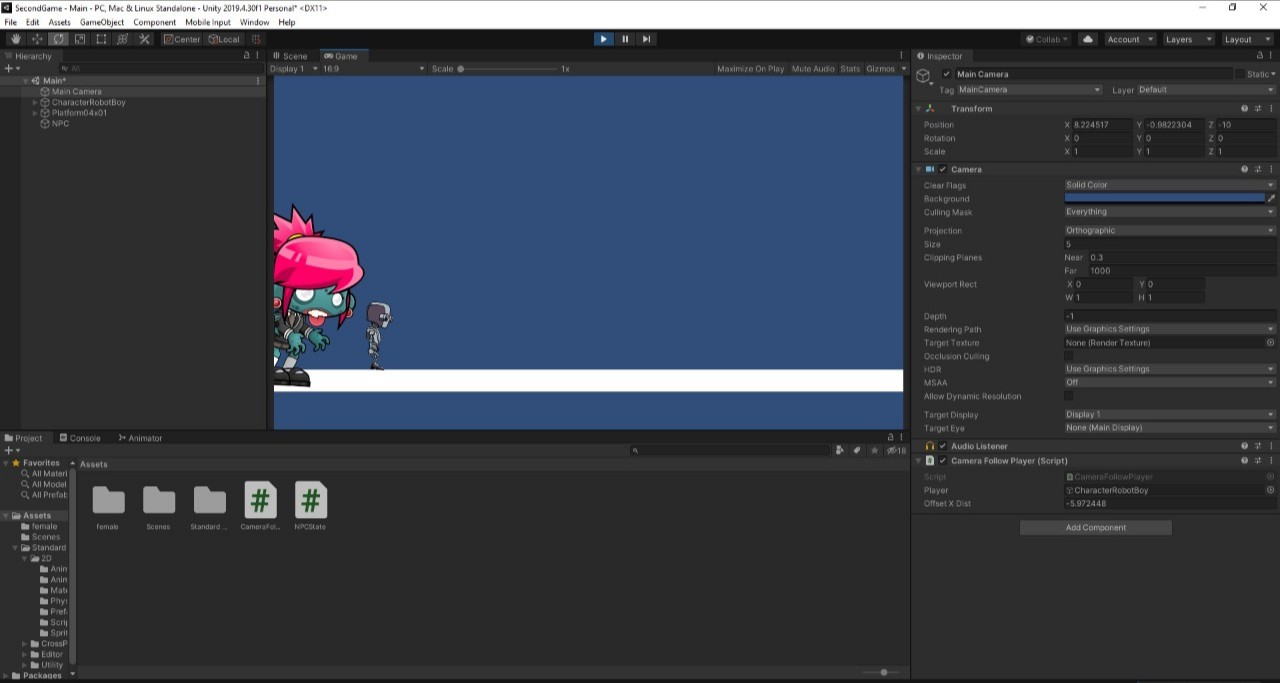 SecondGame - Main - PC, Mac & Linux Standalone - Unity 2019.4.30f1 Personal* <DX11>
File Edit Assets GameObject Component Mobile Input Window Help
Center Local Collab Account Layers Layout
Hierarchy
All
Main*
Main Camera
CharacterRobotBoy
Platform04x01
NPC
Scene Game
Display 1 16:9 Scale 1x Maximize On Play Mute Audio Stats Gizmos
Inspector
Main Camera Static
Tag MainCamera Layer Default
Transform
Position X 8.224517 Y -0.9822304 Z -10
Rotation X 0 Y 0 Z 0
Scale X 1 Y 1 Z 1
Camera
Clear Flags Solid Color
Background
Culling Mask Everything
Projection Orthographic
Size 5
Clipping Planes Near 0.3
Far 1000
Viewport Rect X 0 Y 0
W 1 H 1
Depth -1
Rendering Path Use Graphics Settings
Target Texture None (Render Texture)
Occlusion Culling
HDR Use Graphics Settings
MSAA Off
Allow Dynamic Resolution
Target Display Display 1
Target Eye None (Main Display)
Audio Listener
Camera Follow Player (Script)
Script CameraFollowPlayer
Player CharacterRobotBoy
Offset X Dist -5.972448
Add Component
Project Console Animator
18
Favorites
All Materi
All Model
All Prefab
Assets
female
Scenes
Standard
2D
Anim
Anim
Mate
Phys
Prefa
Scrip
Sprit
CrossP
Editor
Utility
Packages
Assets
female Scenes Standard ... CameraFol... NPCState